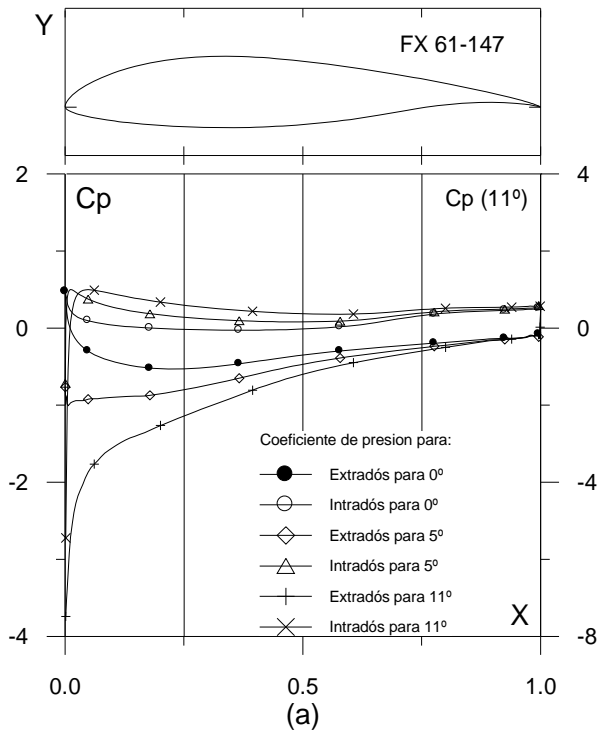 Y
FX 61-147
2
4
Cp
Cp (11º)
0
0
Coeficiente de presion para:
Extradós para 0º
Intradós para 0º
Extradós para 5º
Intradós para 5º
Extradós para 11º
Intradós para 11º
-2
-4
X
-4
-8
0.0
0.5
1.0
(a)